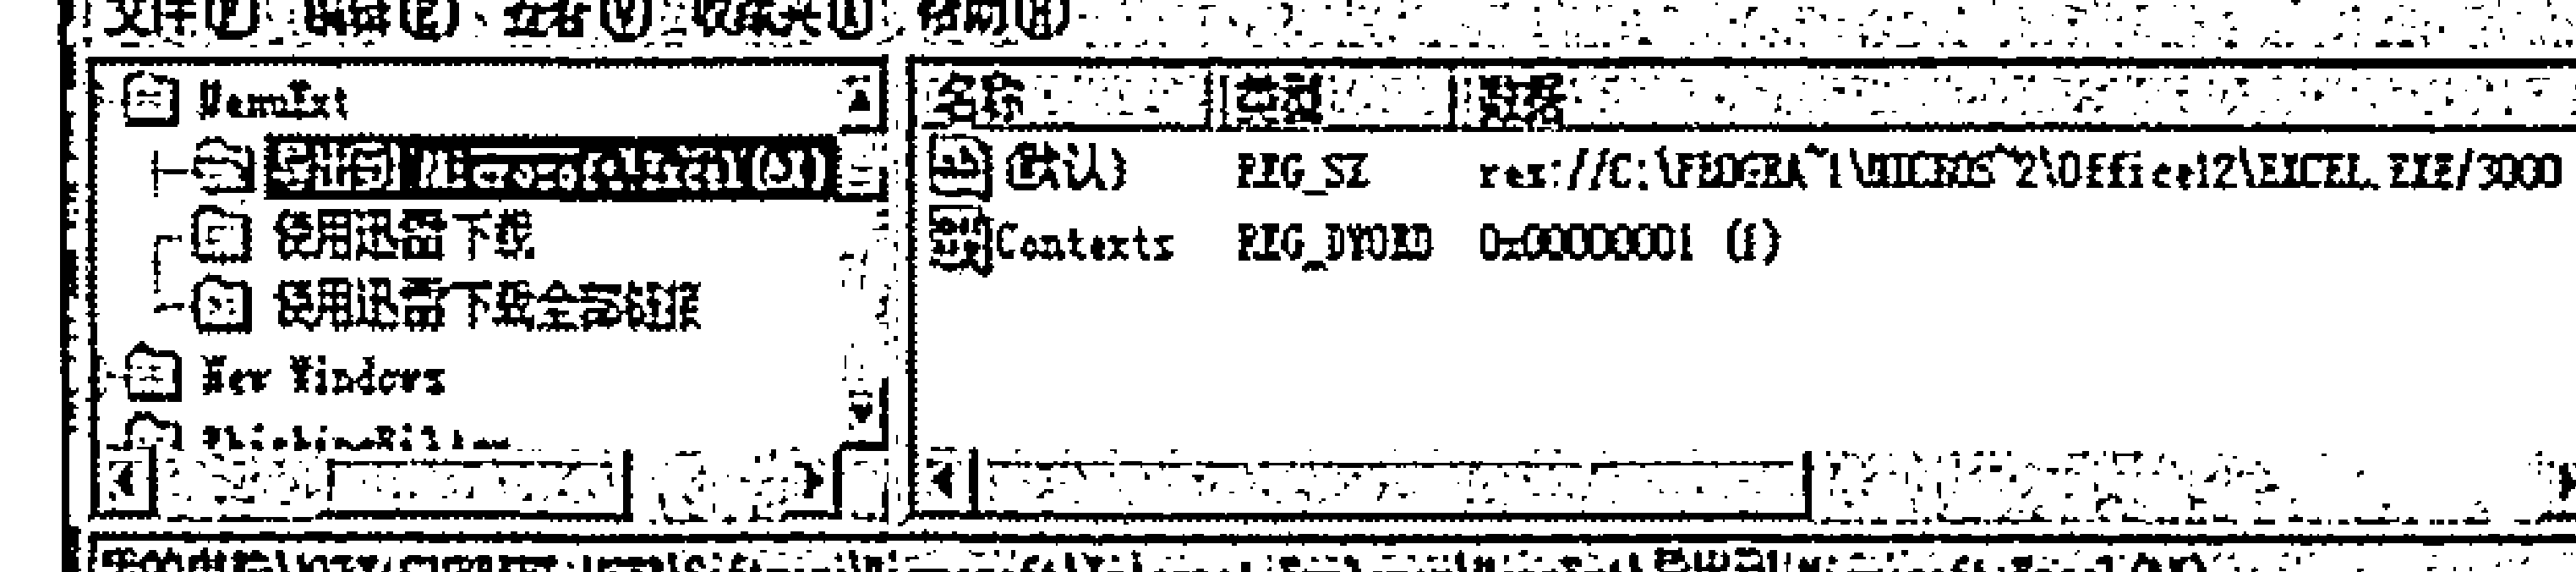 文件(F) 编辑(E) 查看(V) 收藏夹(A) 帮助(H)
MenuExt
名称 类型 数据
导出到 Microsoft Excel(X)
(默认) REG_SZ res://C:\PROGRA~1\MICROS~2\Office12\EXCEL.EXE/3000
使用迅雷下载
Contexts REG_DWORD 0x00000001 (1)
使用迅雷下载全部链接
New Windows
PhishingFilter